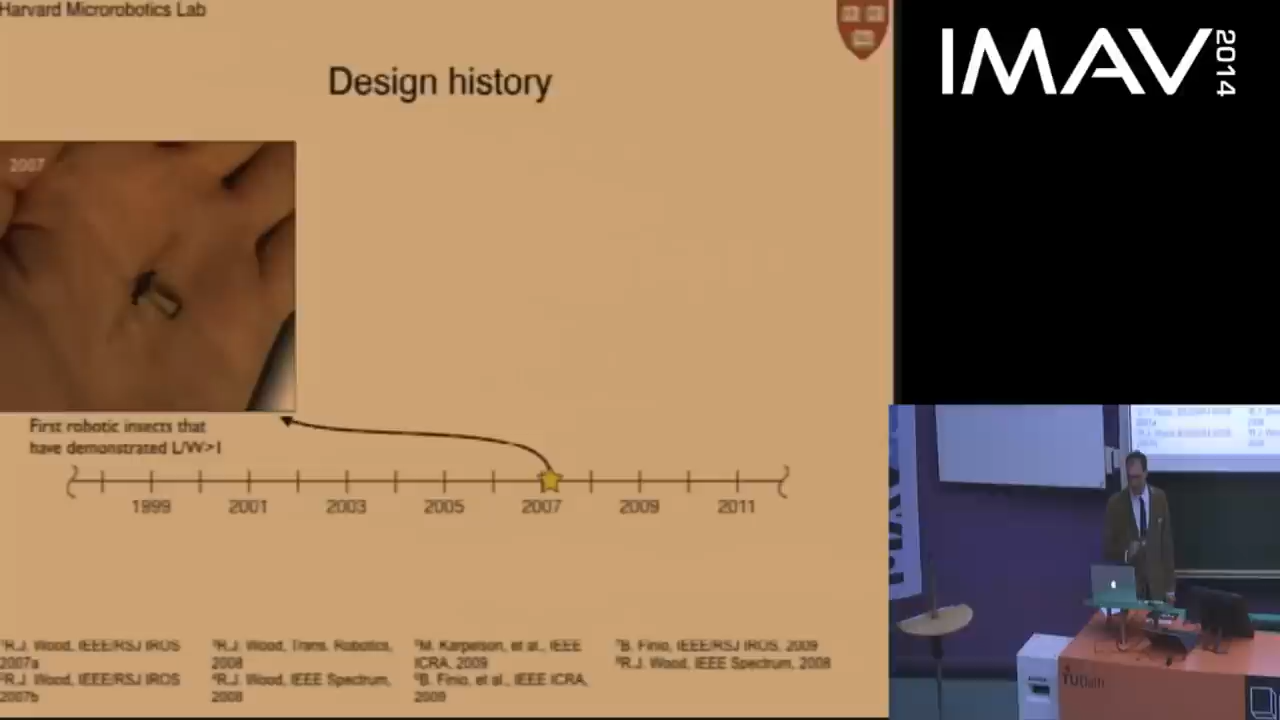 Harvard Microrobotics Lab
IMAV 2014
Design history
2007
First robotic insects that
have demonstrated L/W>1
1999 2001 2003 2005 2007 2009 2011
R.J. Wood, IEEE/RSJ IROS
2007a
R.J. Wood, IEEE/RSJ IROS
2007b
R.J. Wood, Trans. Robotics,
2008
R.J. Wood, IEEE Spectrum,
2008
M. Karpelson, et al., IEEE
ICRA, 2009
B. Finio, et al., IEEE ICRA,
2009
B. Finio, IEEE/RSJ IROS, 2009
R.J. Wood, IEEE Spectrum, 2008
TUDelft